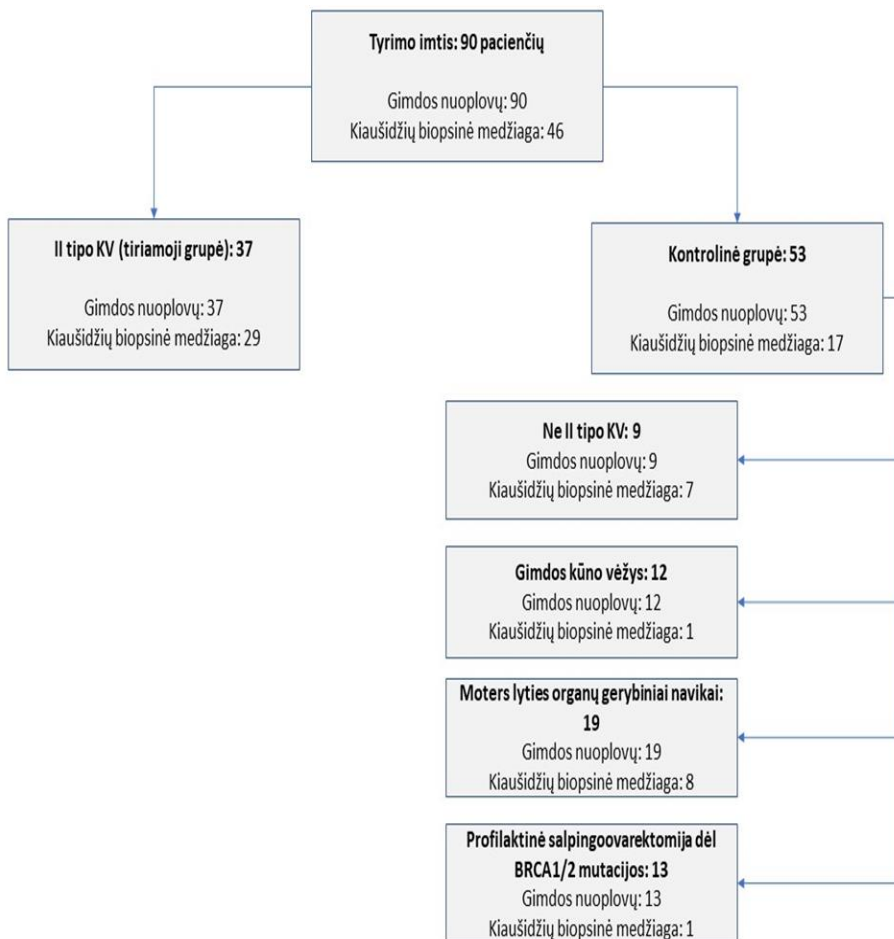 Tyrimo imtis: 90 pacienčių
Gimdos nuoplovų: 90
Kiaušidžių biopsinė medžiaga: 46
II tipo KV (tiriamoji grupė): 37
Gimdos nuoplovų: 37
Kiaušidžių biopsinė medžiaga: 29
Kontrolinė grupė: 53
Gimdos nuoplovų: 53
Kiaušidžių biopsinė medžiaga: 17
Ne II tipo KV: 9
Gimdos nuoplovų: 9
Kiaušidžių biopsinė medžiaga: 7
Gimdos kūno vėžys: 12
Gimdos nuoplovų: 12
Kiaušidžių biopsinė medžiaga: 1
Moters lyties organų gerybiniai navikai:
19
Gimdos nuoplovų: 19
Kiaušidžių biopsinė medžiaga: 8
Profilaktinė salpingoovarektomija dėl
BRCA1/2 mutacijos: 13
Gimdos nuoplovų: 13
Kiaušidžių biopsinė medžiaga: 1